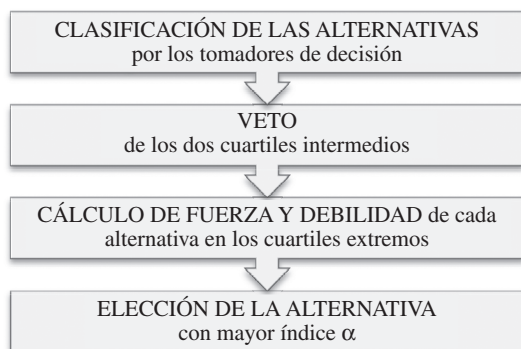 CLASIFICACIÓN DE LAS ALTERNATIVAS
por los tomadores de decisión
VETO
de los dos cuartiles intermedios
CÁLCULO DE FUERZA Y DEBILIDAD de cada
alternativa en los cuartiles extremos
ELECCIÓN DE LA ALTERNATIVA
con mayor índice α